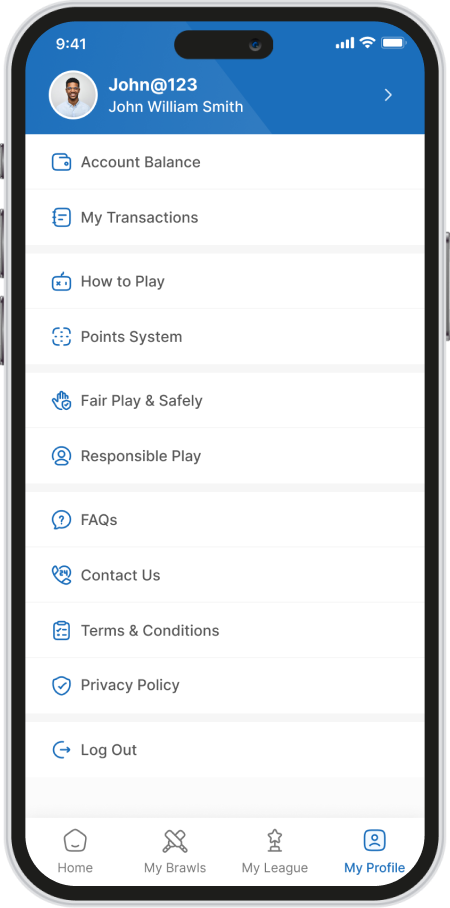 9:41
John@123
John William Smith
Account Balance
My Transactions
How to Play
Points System
Fair Play & Safely
Responsible Play
FAQs
24
Contact Us
Terms & Conditions
Privacy Policy
Log Out
Home
My Brawls
My League
My Profile